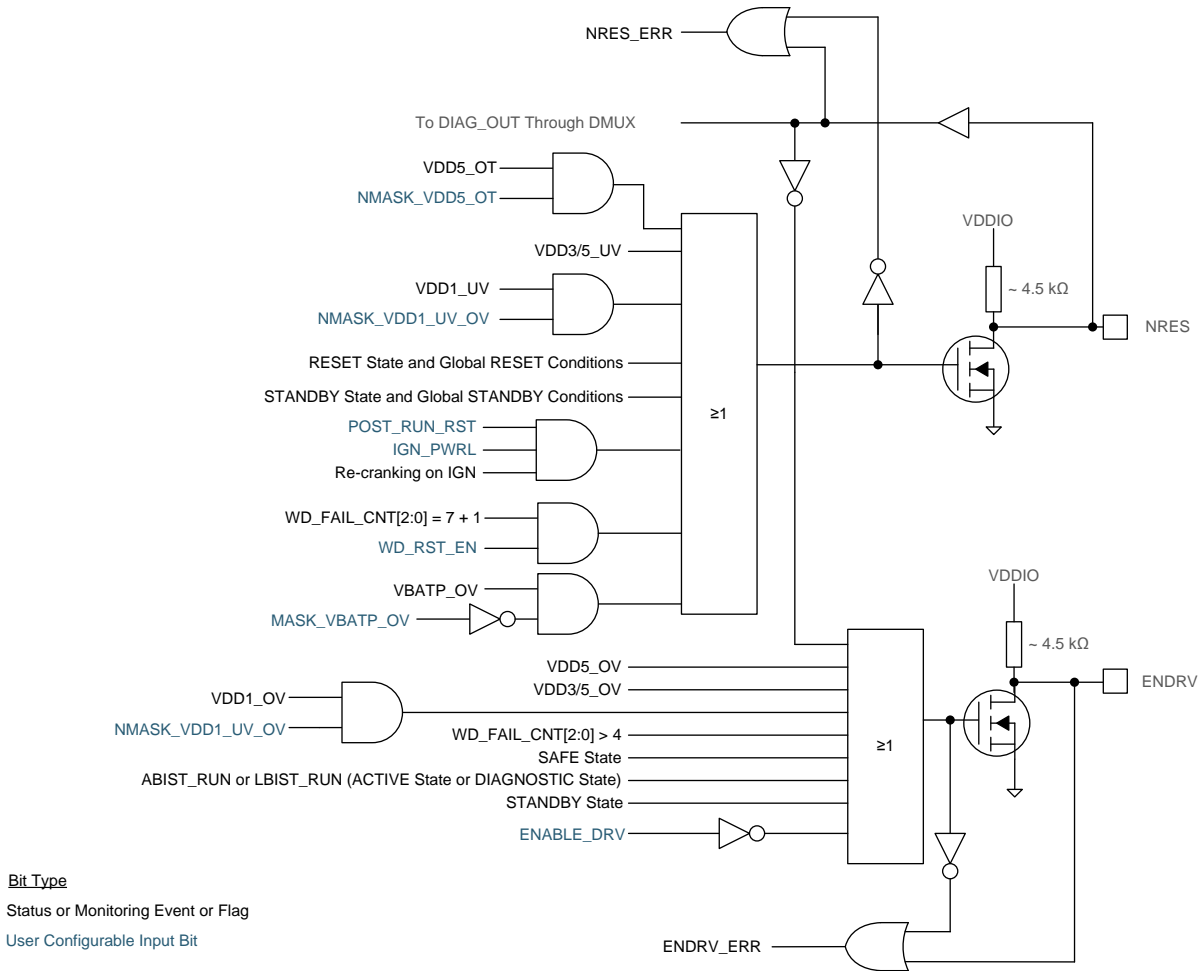 NRES_ERR
To DIAG_OUT Through DMUX
VDD5_OT
NMASK_VDD5_OT
VDD3/5_UV
VDD1_UV
NMASK_VDD1_UV_OV
RESET State and Global RESET Conditions
STANDBY State and Global STANDBY Conditions
POST_RUN_RST
IGN_PWRL
Re-cranking on IGN
WD_FAIL_CNT[2:0] = 7 + 1
WD_RST_EN
VBATP_OV
MASK_VBATP_OV
≥1
VDDIO
~ 4.5 kΩ
NRES
VDD5_OV
VDD3/5_OV
VDD1_OV
NMASK_VDD1_UV_OV
WD_FAIL_CNT[2:0] > 4
SAFE State
ABIST_RUN or LBIST_RUN (ACTIVE State or DIAGNOSTIC State)
STANDBY State
ENABLE_DRV
≥1
VDDIO
~ 4.5 kΩ
ENDRV
ENDRV_ERR
Bit Type
Status or Monitoring Event or Flag
User Configurable Input Bit